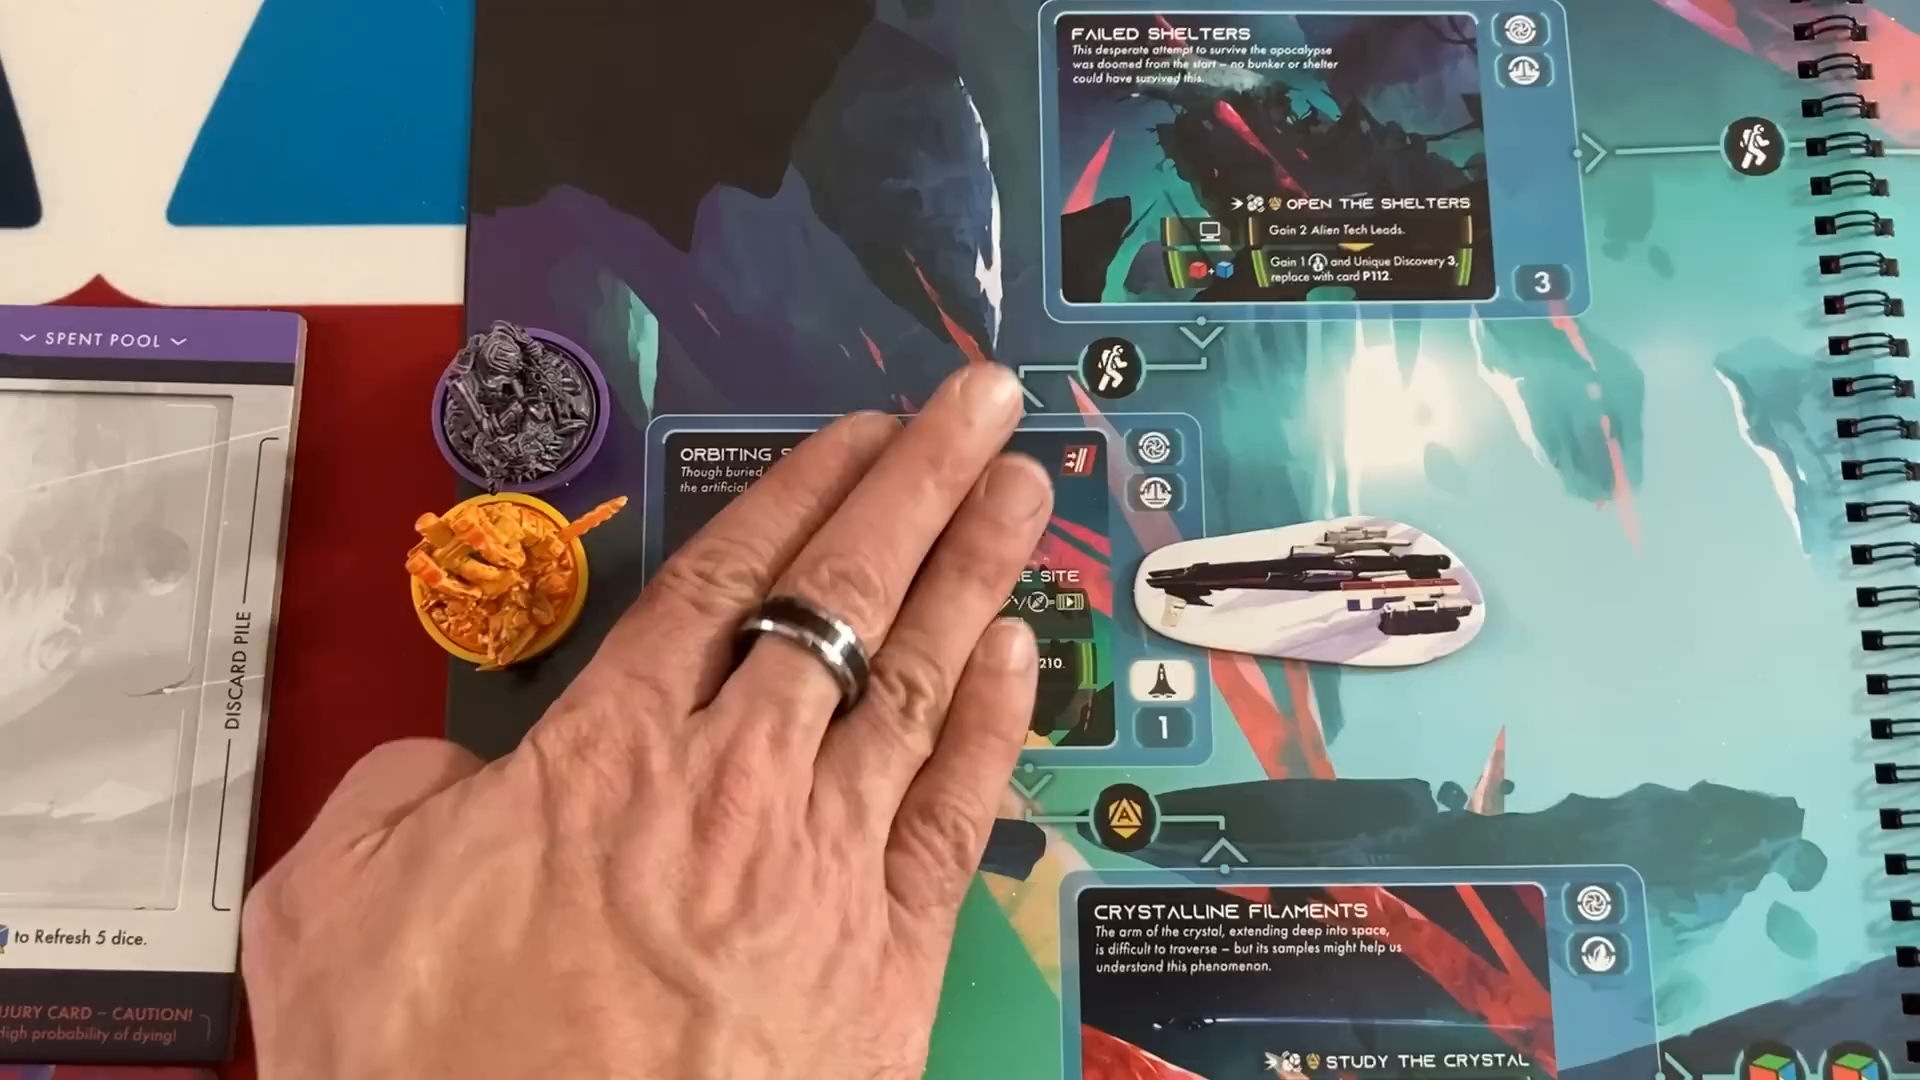 FAILED SHELTERS
This desperate attempt to survive the apocalypse
was doomed from the start – no bunker or shelter
could have survived this.
OPEN THE SHELTERS
Gain 2 Alien Tech Leads.
Gain 1 and Unique Discovery 3,
replace with card P112.
3
SPENT POOL
DISCARD PILE
to Refresh 5 dice.
JURY CARD – CAUTION!
High probability of dying!
ORBITING
Though buried
the artificial
SITE
210.
1
A
CRYSTALLINE FILAMENTS
The arm of the crystal, extending deep into space,
is difficult to traverse – but its samples might help us
understand this phenomenon.
STUDY THE CRYSTAL